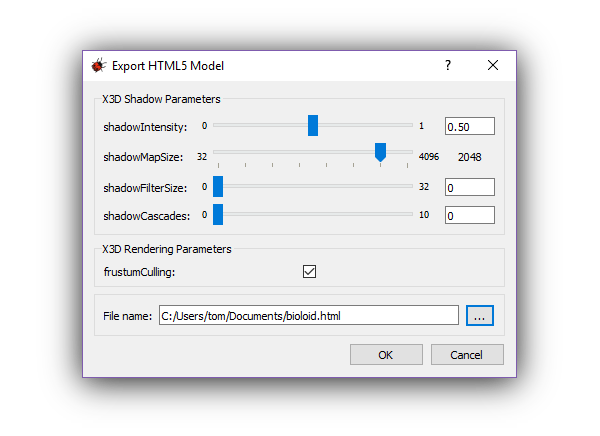 Export HTML5 Model ?
X3D Shadow Parameters
shadowIntensity: 0 1 0.50
shadowMapSize: 32 4096 2048
shadowFilterSize: 0 32 0
shadowCascades: 0 10 0
X3D Rendering Parameters
frustumCulling:
File name: C:/Users/tom/Documents/bioloid.html ...
OK Cancel